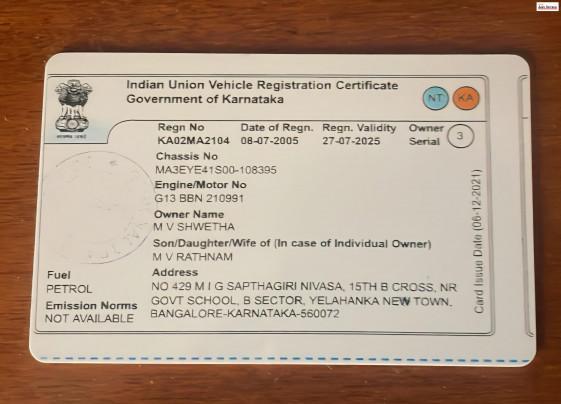 Indian Union Vehicle Registration Certificate
Government of Karnataka
NT KA
Regn No Date of Regn. Regn. Validity Owner Serial 3
KA02MA2104 08-07-2005 27-07-2025
Chassis No
MA3EYE41S00-108395
Engine/Motor No
G13 BBN 210991
Owner Name
M V SHWETHA
Son/Daughter/Wife of (In case of Individual Owner)
M V RATHNAM
Fuel
PETROL
Emission Norms
NOT AVAILABLE
Address
NO 429 M I G SAPTHAGIRI NIVASA, 15TH B CROSS, NR
GOVT SCHOOL, B SECTOR, YELAHANKA NEW TOWN,
BANGALORE-KARNATAKA-560072
Card Issue Date (06-12-2021)